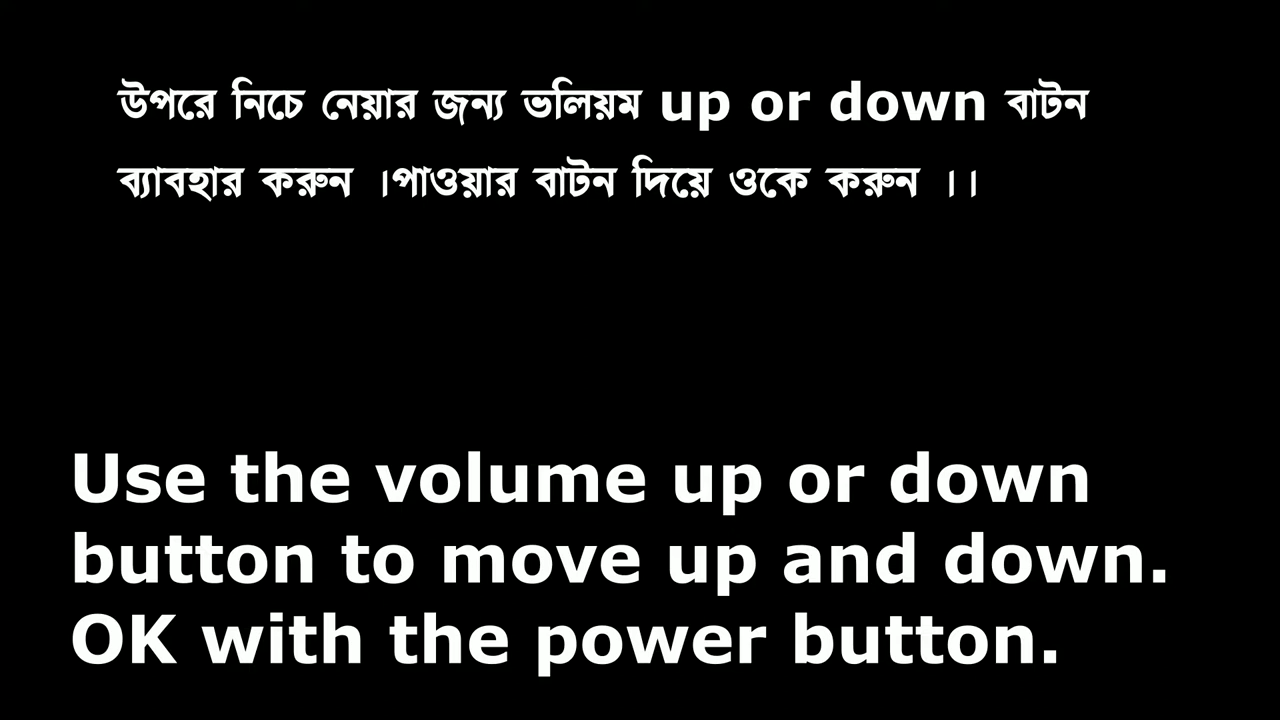 উপরে নিচে নেয়ার জন্য ভলিয়ম up or down বাটন
ব্যাবহার করুন ।পাওয়ার বাটন দিয়ে ওকে করুন ।।
Use the volume up or down
button to move up and down.
OK with the power button.